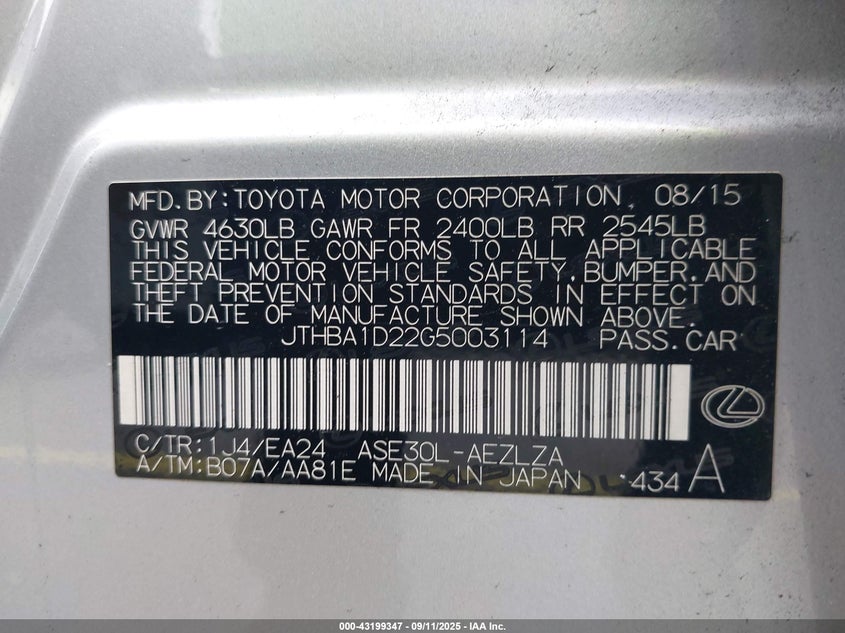 MFD. BY: TOYOTA MOTOR CORPORATION, 08/15
GVWR 4630LB GAWR FR 2400LB RR 2545LB
THIS VEHICLE CONFORMS TO ALL APPLICABLE
FEDERAL MOTOR VEHICLE SAFETY, BUMPER, AND
THEFT PREVENTION STANDARDS IN EFFECT ON
THE DATE OF MANUFACTURE SHOWN ABOVE.
JTHBA1D22G5003114 PASS. CAR
C/TR: 1J4/EA24 ASE30L-AEZLZA
A/TM: B07A/AA81E MADE IN JAPAN *434 A
000-43199347 - 09/11/2025 - IAA Inc.